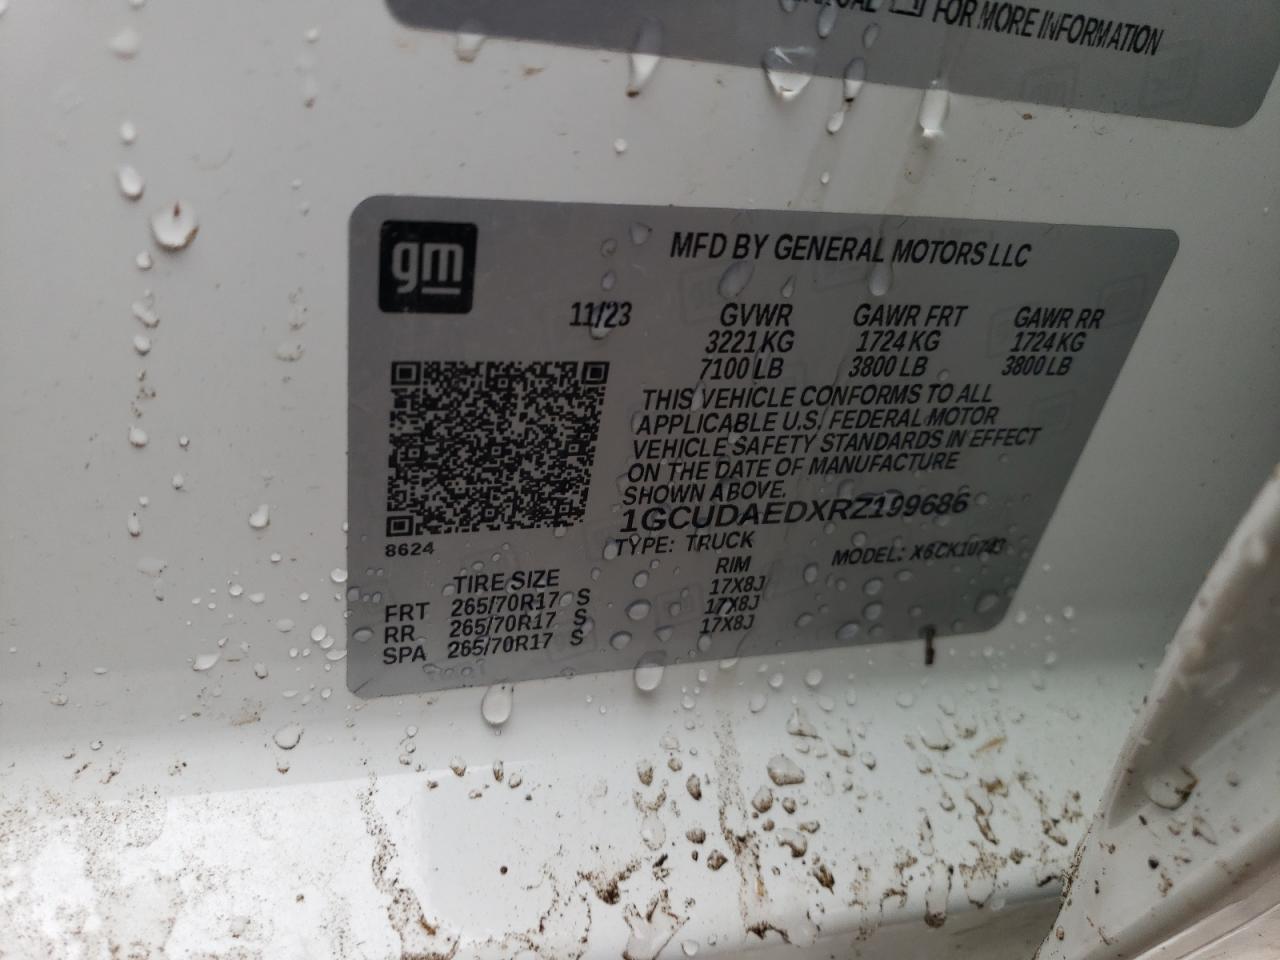 FOR MORE INFORMATION
gm
MFD BY GENERAL MOTORS LLC
11/23
GVWR GAWR FRT GAWR RR
3221 KG 1724 KG 1724 KG
7100 LB 3800 LB 3800 LB
THIS VEHICLE CONFORMS TO ALL
APPLICABLE U.S. FEDERAL MOTOR
VEHICLE SAFETY STANDARDS IN EFFECT
ON THE DATE OF MANUFACTURE
SHOWN ABOVE.
1GCUDAEDXRZ199686
8624
TYPE: TRUCK MODEL: X6CK10743
TIRE SIZE RIM
FRT 265/70R17 S 17X8J
RR 265/70R17 S 17X8J
SPA 265/70R17 S 17X8J